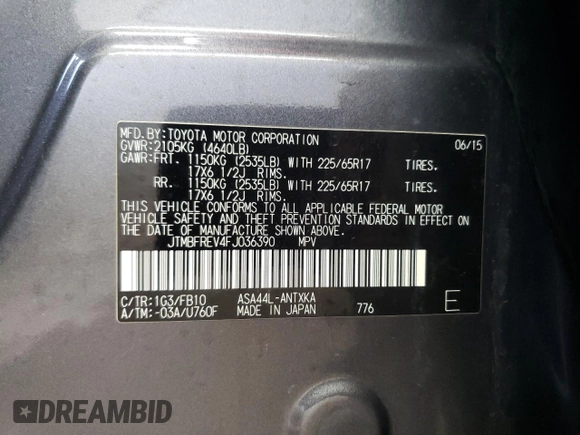 MFD.BY:TOYOTA MOTOR CORPORATION 06/15
GVWR:2105KG (4640LB)
GAWR:FRT. 1150KG (2535LB) WITH 225/65R17 TIRES.
17X6 1/2J RIMS.
RR. 1150KG (2535LB) WITH 225/65R17 TIRES.
17X6 1/2J RIMS.
THIS VEHICLE CONFORMS TO ALL APPLICABLE FEDERAL MOTOR
VEHICLE SAFETY AND THEFT PREVENTION STANDARDS IN EFFECT ON
THE DATE OF MANUFACTURE SHOWN ABOVE.
JTMBFREV4FJ036390 MPV
C/TR:1G3/FB10 ASA44L-ANTXKA E
A/TM:-03A/U760F MADE IN JAPAN 776
DREAMBID